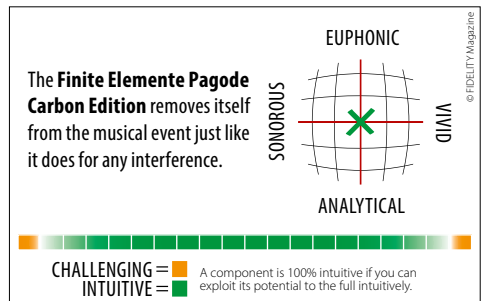 The Finite Elemente Pagode
Carbon Edition removes itself
from the musical event just like
it does for any interference.
EUPHONIC
SONOROUS
VIVID
ANALYTICAL
© FIDELITY Magazine
CHALLENGING =
INTUITIVE =
A component is 100% intuitive if you can
exploit its potential to the full intuitively.